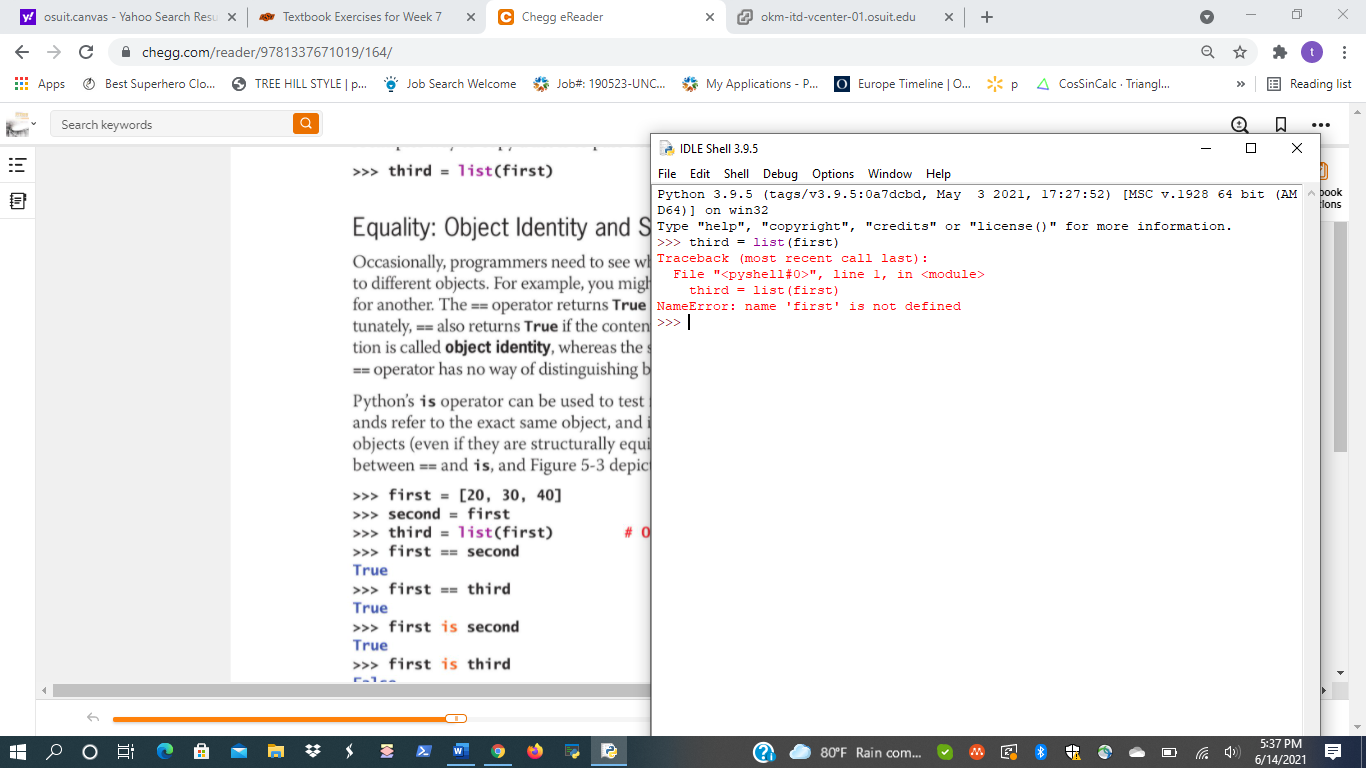 osuit.canvas - Yahoo Search Resu
Textbook Exercises for Week 7
Chegg eReader
okm-itd-vcenter-01.osuit.edu
chegg.com/reader/9781337671019/164/
t
Apps
Best Superhero Clo...
TREE HILL STYLE | p...
Job Search Welcome
Job#: 190523-UNC...
My Applications - P...
Europe Timeline | O...
p
CosSinCalc · Triangl...
Reading list
Search keywords
>>> third = list(first)
Equality: Object Identity and S
Occasionally, programmers need to see wh
to different objects. For example, you migh
for another. The == operator returns True
tunately, == also returns True if the conten
tion is called object identity, whereas the s
== operator has no way of distinguishing b
Python's is operator can be used to test
ands refer to the exact same object, and i
objects (even if they are structurally equi
between == and is, and Figure 5-3 depic
>>> first = [20, 30, 40]
>>> second = first
>>> third = list(first) # O
>>> first == second
True
>>> first == third
True
>>> first is second
True
>>> first is third
False
book
tions
IDLE Shell 3.9.5
File Edit Shell Debug Options Window Help
Python 3.9.5 (tags/v3.9.5:0a7dcbd, May  3 2021, 17:27:52) [MSC v.1928 64 bit (AM
D64)] on win32
Type "help", "copyright", "credits" or "license()" for more information.
>>> third = list(first)
Traceback (most recent call last):
  File "<pyshell#0>", line 1, in <module>
    third = list(first)
NameError: name 'first' is not defined
>>>
80°F Rain com...
5:37 PM
6/14/2021